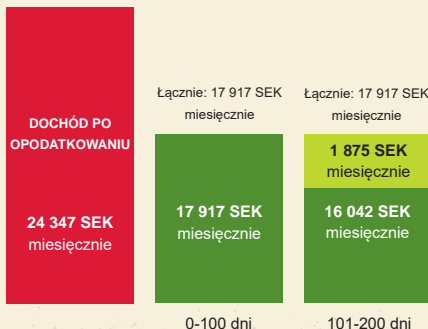 DOCHÓD PO
OPODATKOWANIU
24 347 SEK
miesięcznie
Łącznie: 17 917 SEK
miesięcznie
17 917 SEK
miesięcznie
0-100 dni
Łącznie: 17 917 SEK
miesięcznie
1 875 SEK
miesięcznie
16 042 SEK
miesięcznie
101-200 dni